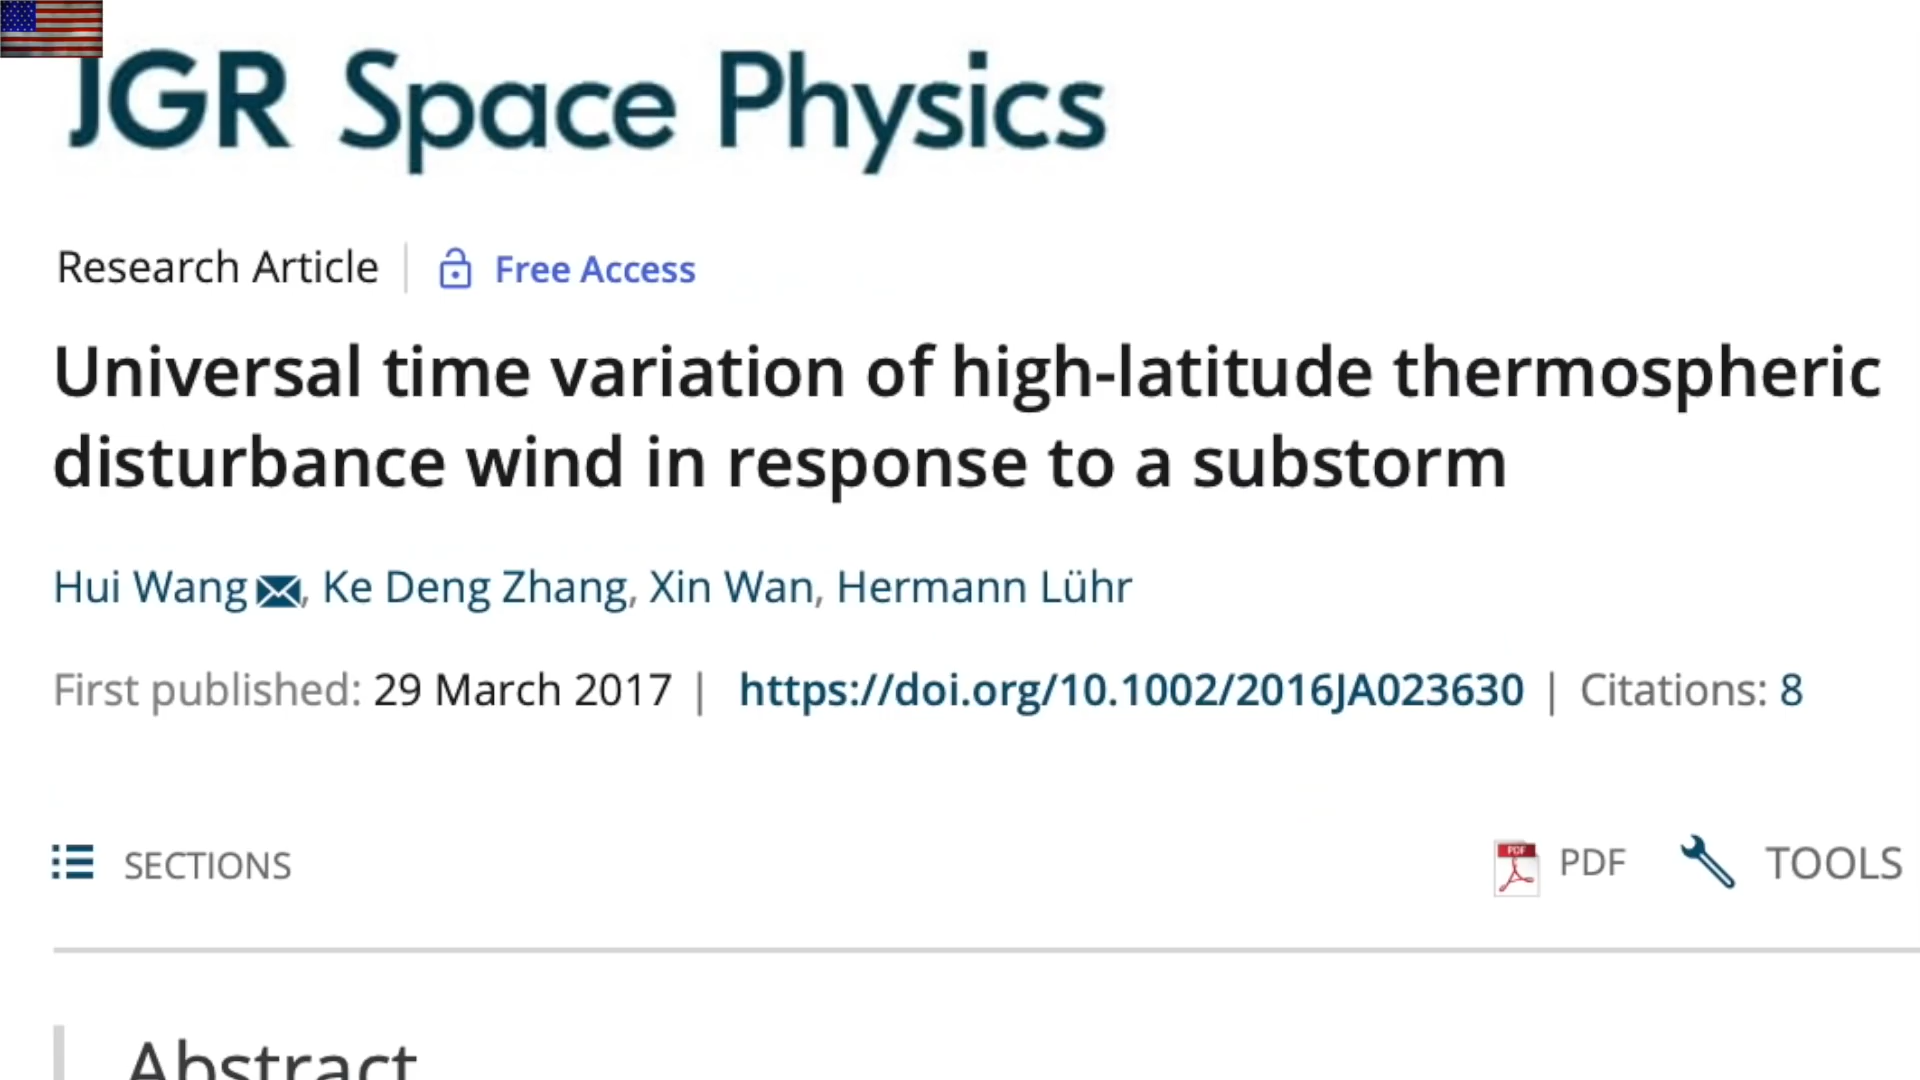 JGR Space Physics
Research Article | Free Access
Universal time variation of high-latitude thermospheric
disturbance wind in response to a substorm
Hui Wang, Ke Deng Zhang, Xin Wan, Hermann Lühr
First published: 29 March 2017 | https://doi.org/10.1002/2016JA023630 | Citations: 8
SECTIONS PDF PDF TOOLS
Abstract